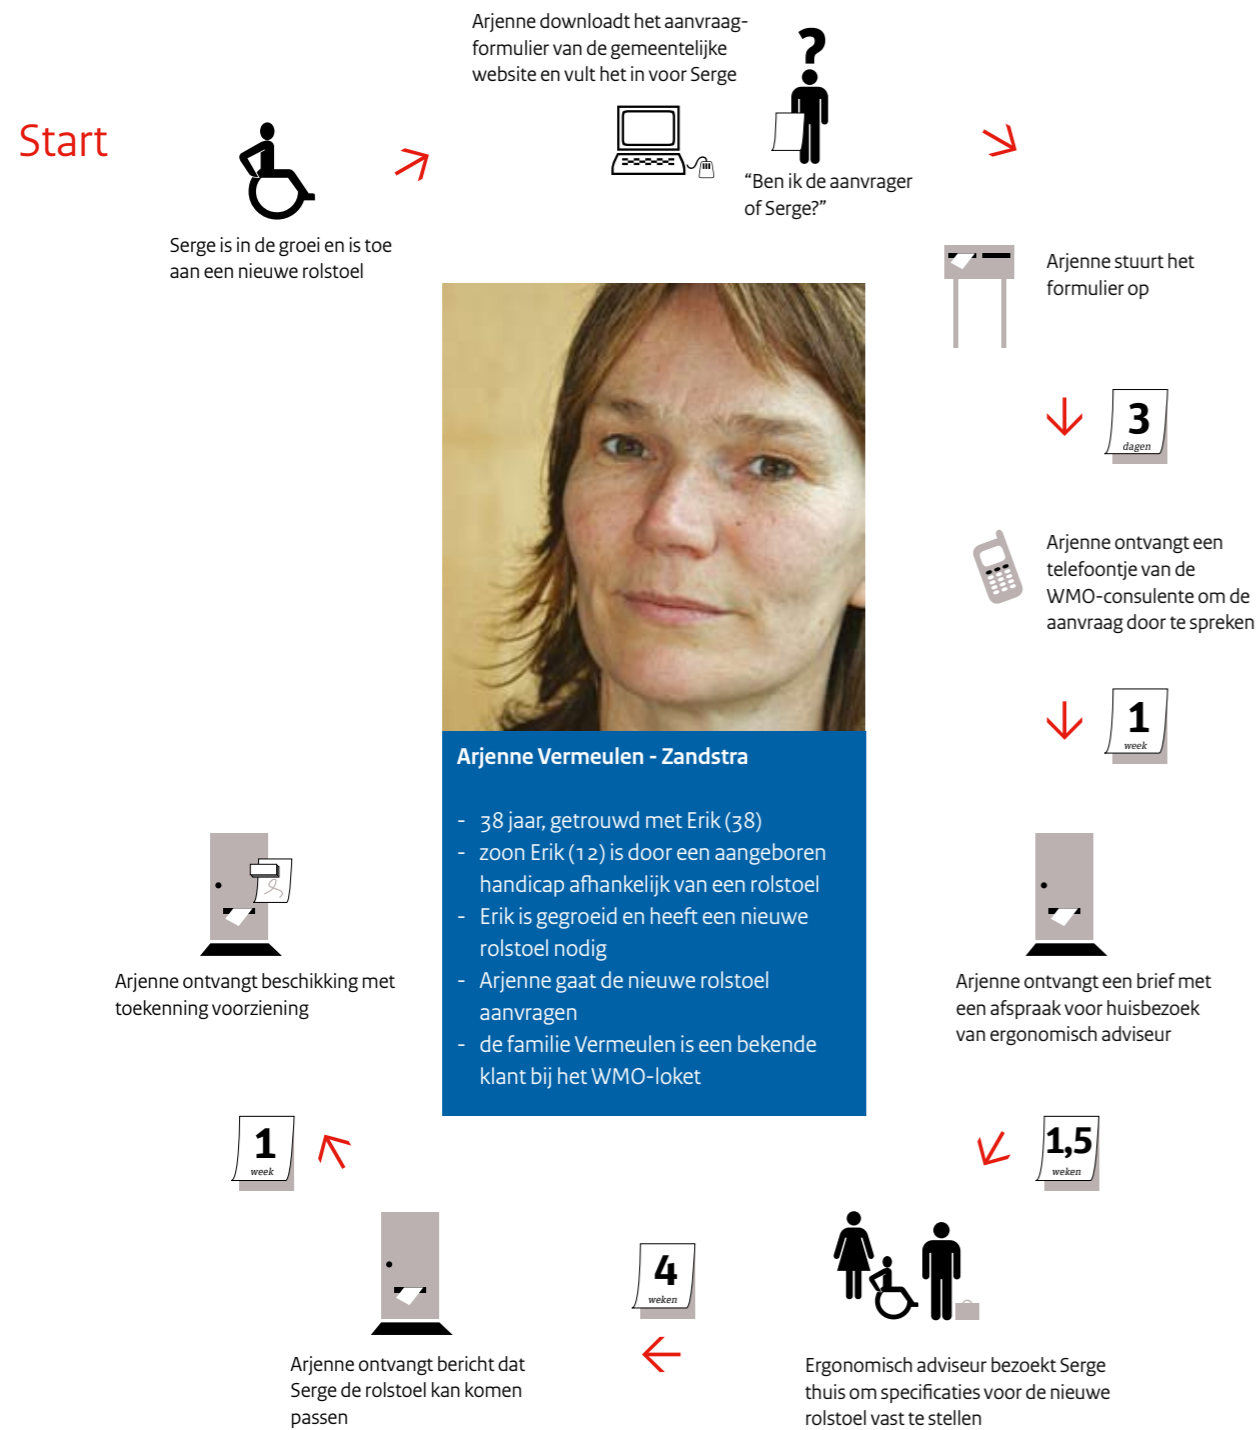 Start
Serge is in de groei en is toe
aan een nieuwe rolstoel
Arjenne downloadt het aanvraag-
formulier van de gemeentelijke
website en vult het in voor Serge
?
“Ben ik de aanvrager
of Serge?”
Arjenne stuurt het
formulier op
3
dagen
Arjenne ontvangt een
telefoontje van de
WMO-consulente om de
aanvraag door te spreken
1
week
Arjenne ontvangt een brief met
een afspraak voor huisbezoek
van ergonomisch adviseur
1,5
weken
Ergonomisch adviseur bezoekt Serge
thuis om specificaties voor de nieuwe
rolstoel vast te stellen
4
weken
Arjenne ontvangt bericht dat
Serge de rolstoel kan komen
passen
1
week
Arjenne ontvangt beschikking met
toekenning voorziening
Arjenne Vermeulen - Zandstra
- 38 jaar, getrouwd met Erik (38)
- zoon Erik (12) is door een aangeboren
handicap afhankelijk van een rolstoel
- Erik is gegroeid en heeft een nieuwe
rolstoel nodig
- Arjenne gaat de nieuwe rolstoel
aanvragen
- de familie Vermeulen is een bekende
klant bij het WMO-loket